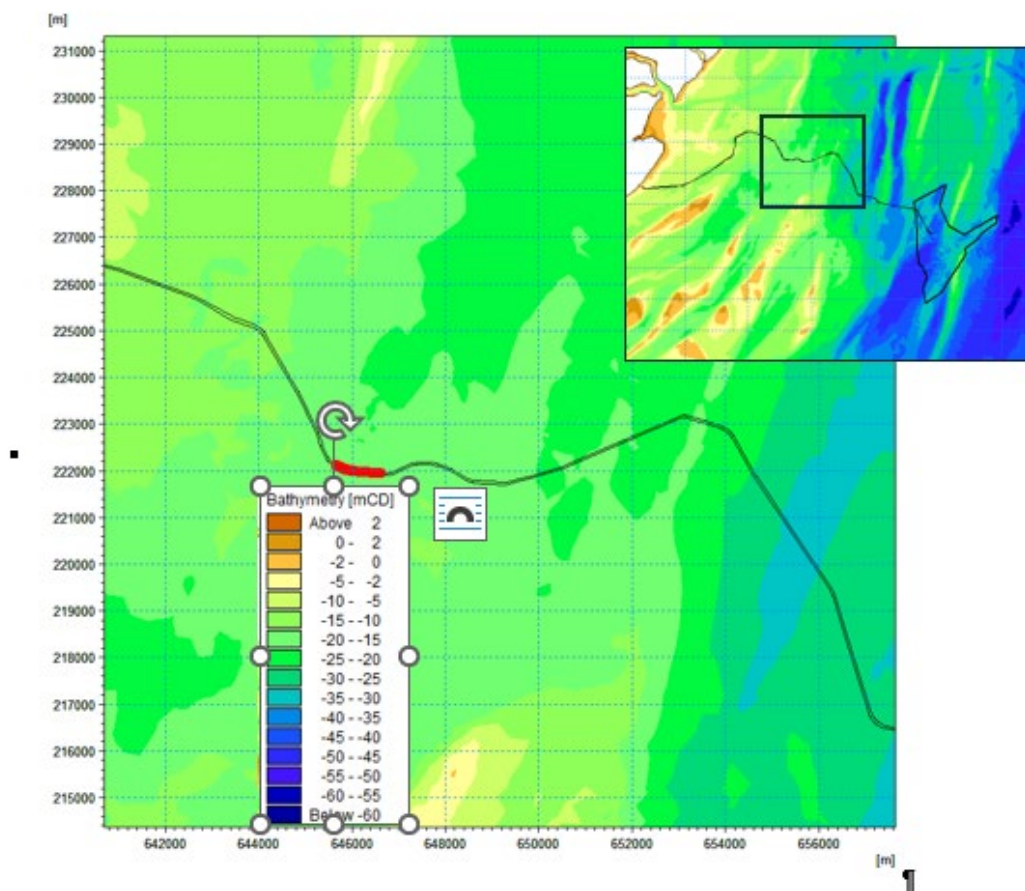 [m]
231000
230000
229000
228000
227000
226000
225000
224000
223000
222000
221000
220000
219000
218000
217000
216000
215000
Bathymetry [mCD]
Above 2
0 - 2
-2 - 0
-5 - -2
-10 - -5
-15 - -10
-20 - -15
-25 - -20
-30 - -25
-35 - -30
-40 - -35
-45 - -40
-50 - -45
-55 - -50
-60 - -55
Below -60
642000 644000 646000 648000 650000 652000 654000 656000
[m]
¶